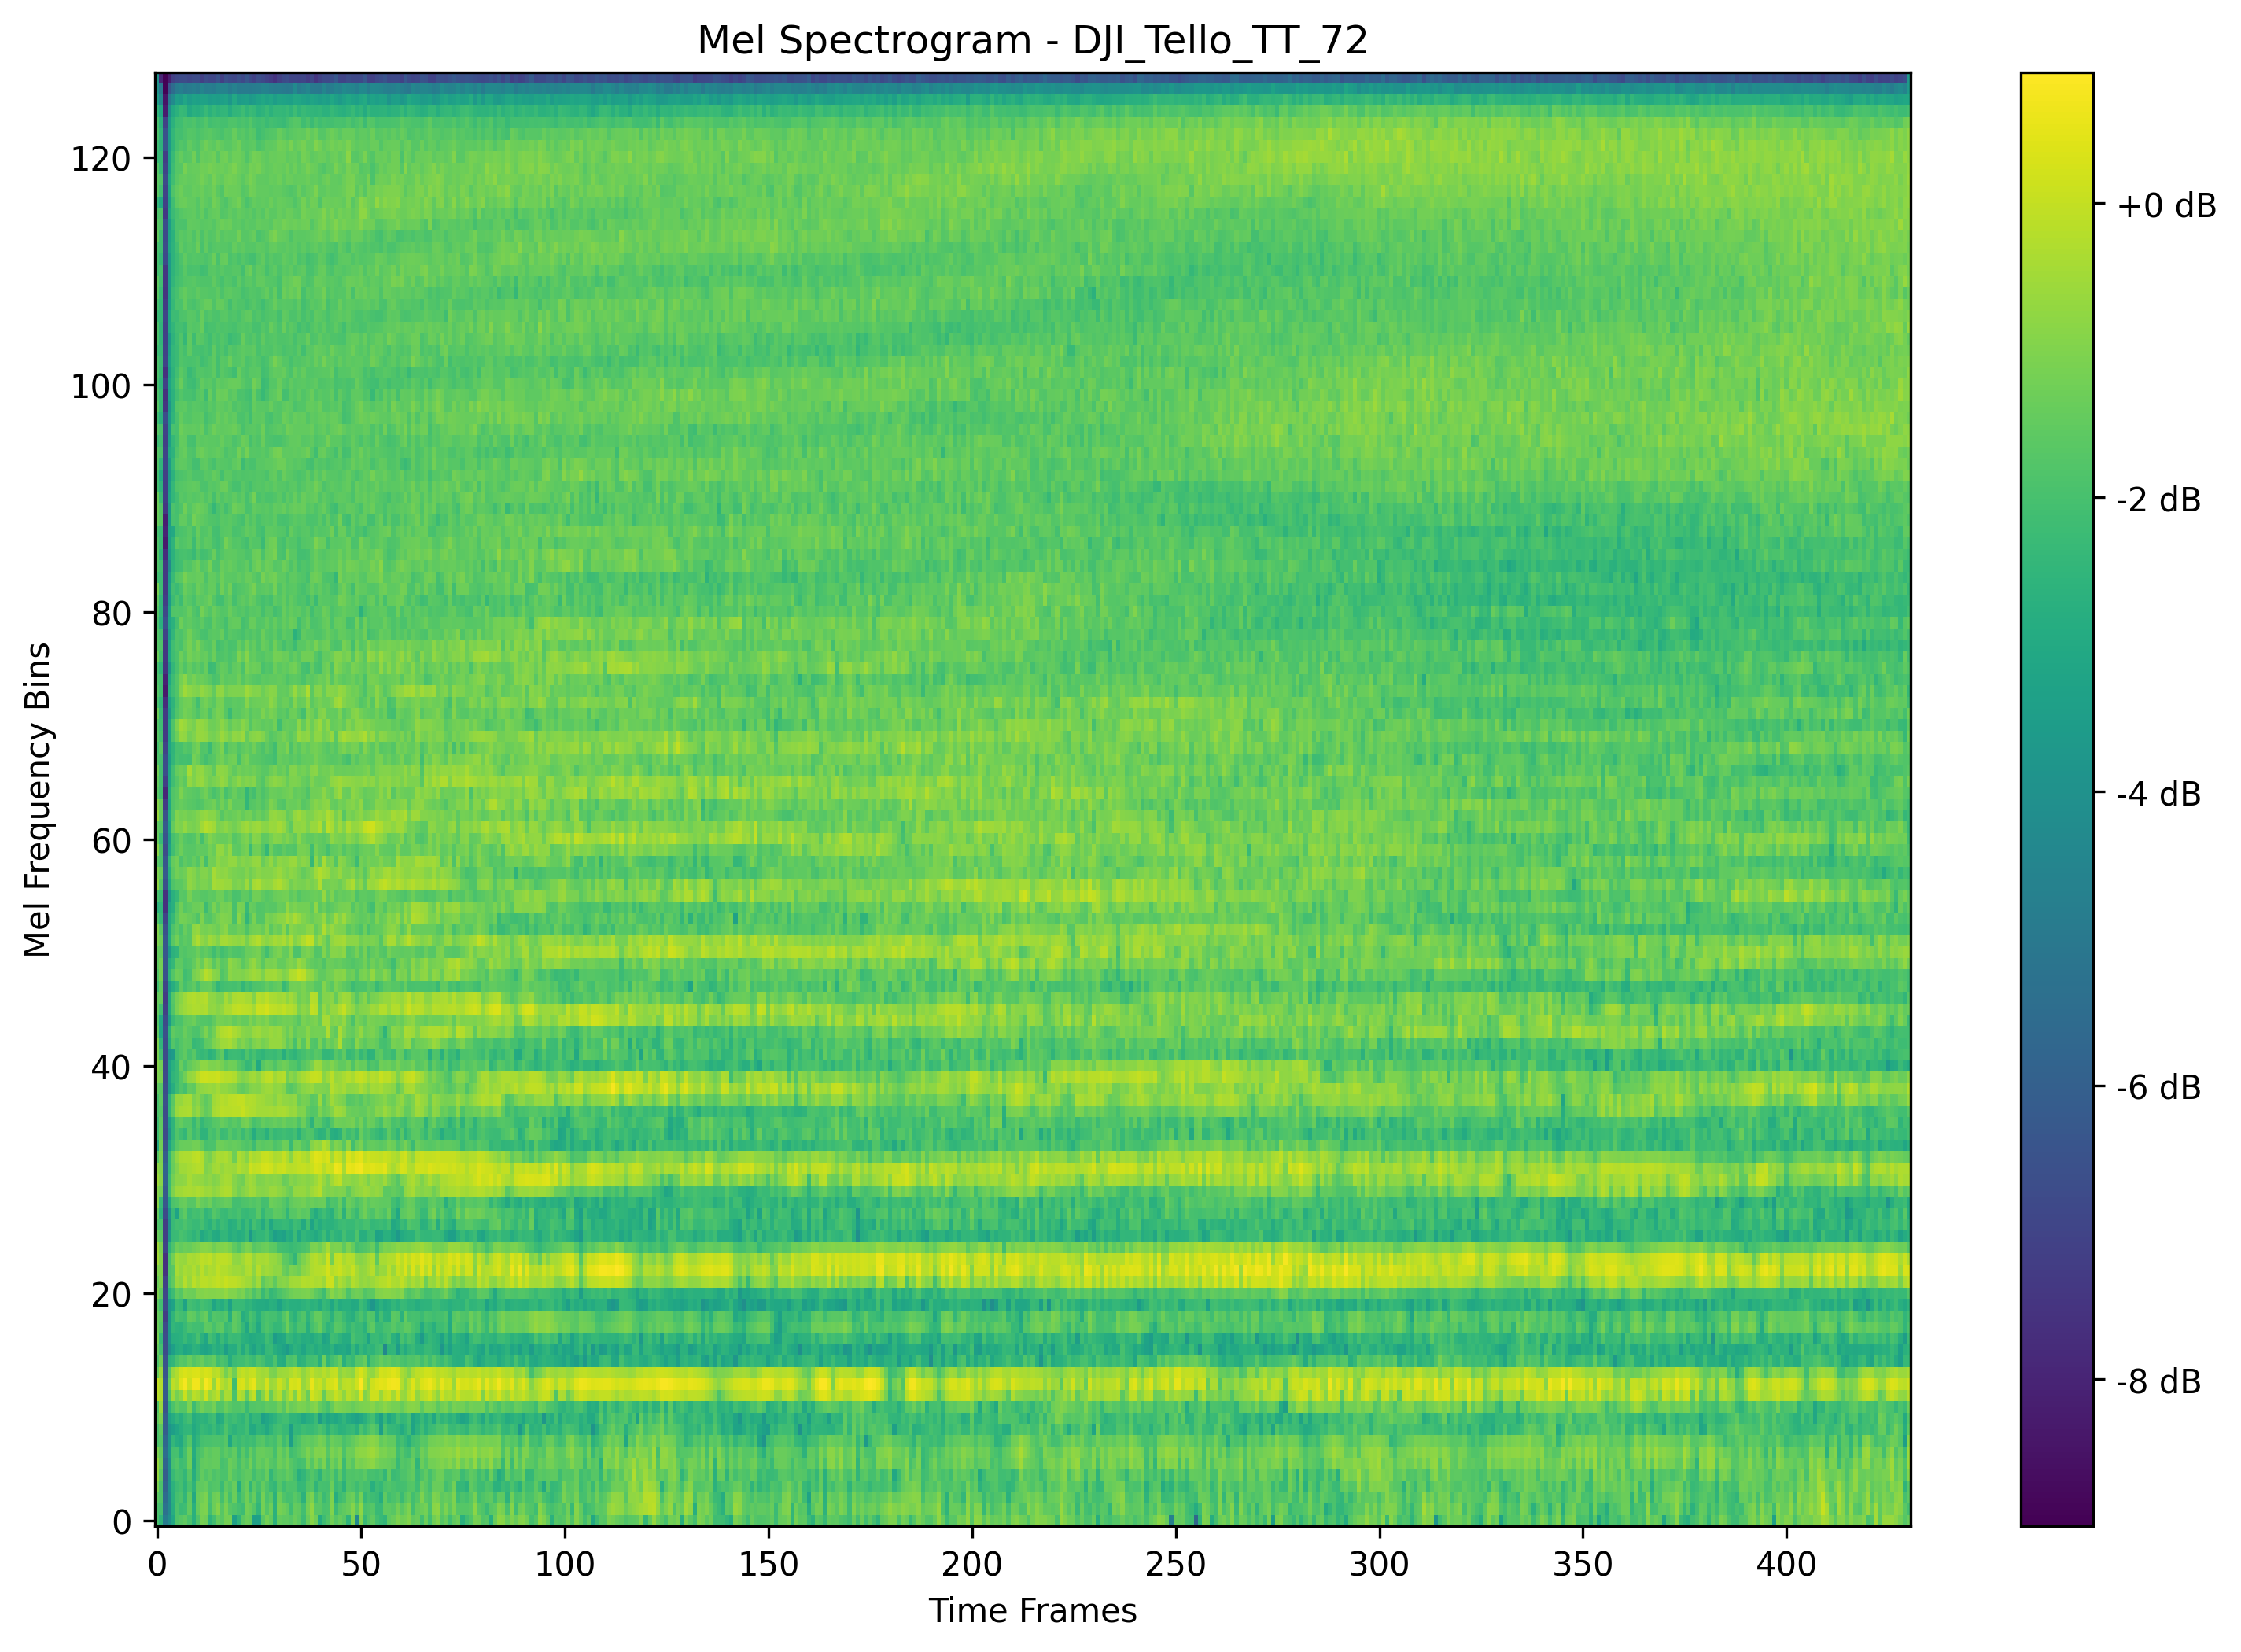 Mel Spectrogram - DJI_Tello_TT_72
Mel Frequency Bins
120
100
80
60
40
20
0
0 50 100 150 200 250 300 350 400
Time Frames
+0 dB
-2 dB
-4 dB
-6 dB
-8 dB